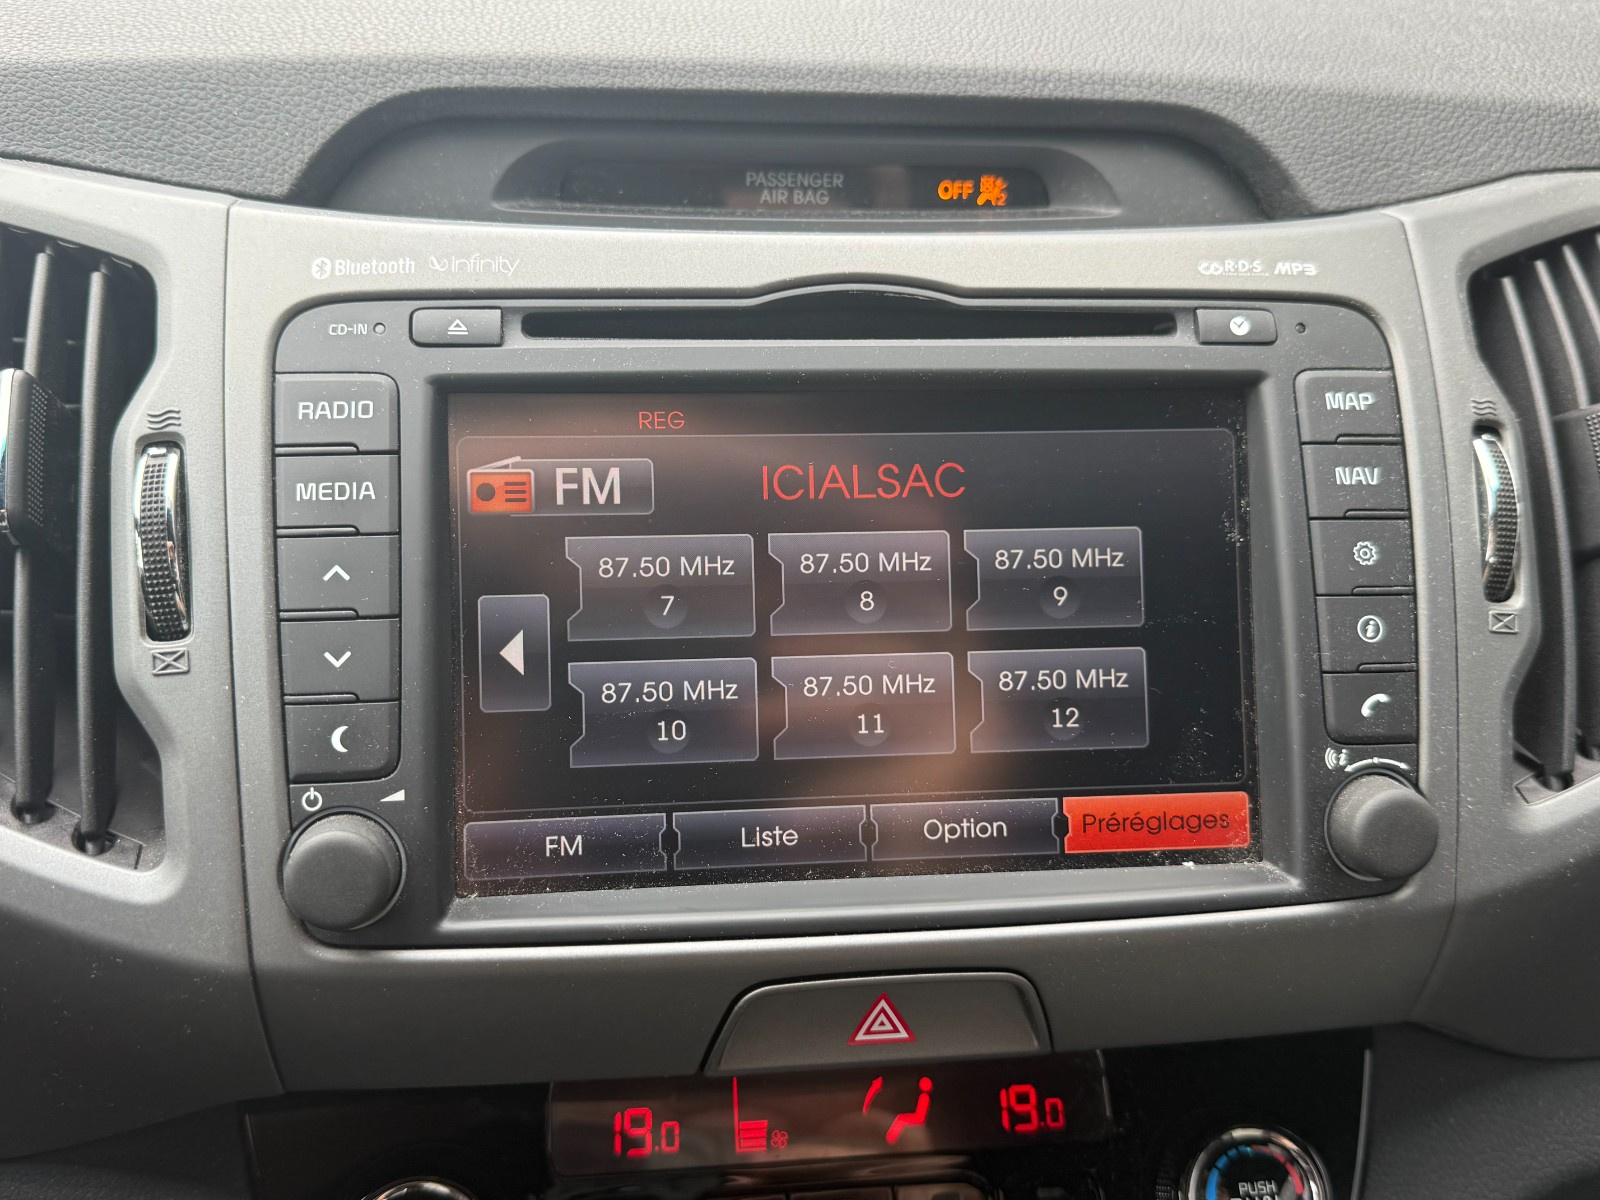 PASSENGER
AIR BAG
OFF
2
Bluetooth
Infinity
R·D·S
MP3
CD-IN
RADIO
MEDIA
MAP
NAV
REG
FM
ICIALSAC
87.50 MHz
7
87.50 MHz
8
87.50 MHz
9
87.50 MHz
10
87.50 MHz
11
87.50 MHz
12
FM
Liste
Option
Préréglages
19.0
19.0
PUSH